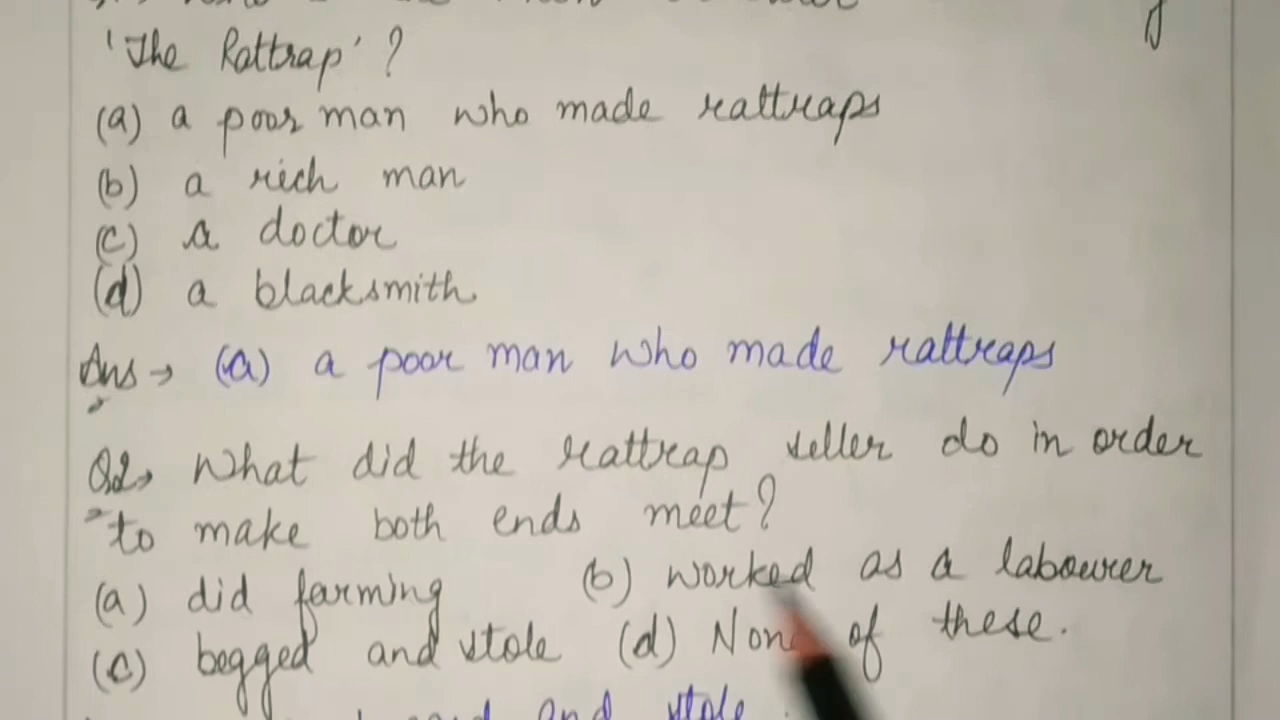 'The Rattrap' ?
(a) a poor man who made rattraps
(b) a rich man
(c) a doctor
(d) a blacksmith
Ans → (a) a poor man who made rattraps
Q2, What did the rattrap seller do in order
to make both ends meet?
(a) did farming (b) worked as a labourer
(c) begged and stole (d) None of these.
and stole